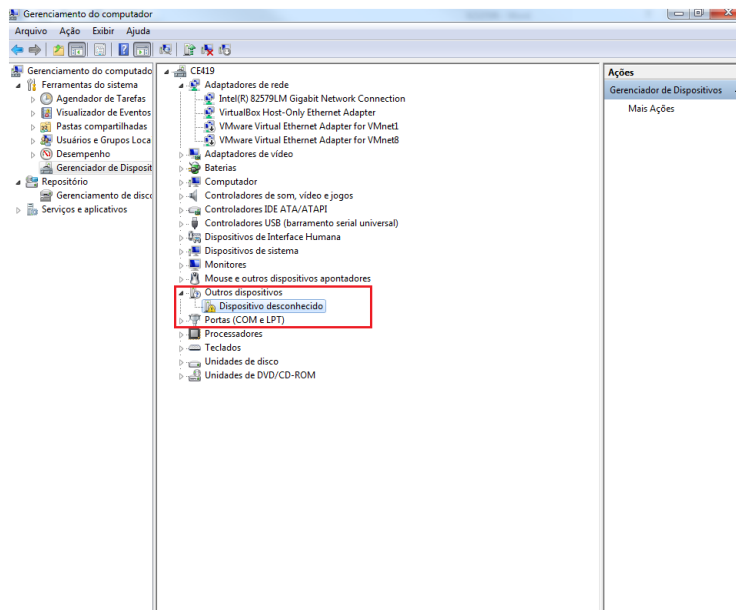 Gerenciamento do computador
Arquivo Ação Exibir Ajuda
Gerenciamento do computado
Ferramentas do sistema
Agendador de Tarefas
Visualizador de Eventos
Pastas compartilhadas
Usuários e Grupos Loca
Desempenho
Gerenciador de Disposit
Repositório
Gerenciamento de disco
Serviços e aplicativos
CE419
Adaptadores de rede
Intel(R) 82579LM Gigabit Network Connection
VirtualBox Host-Only Ethernet Adapter
VMware Virtual Ethernet Adapter for VMnet1
VMware Virtual Ethernet Adapter for VMnet8
Adaptadores de vídeo
Baterias
Computador
Controladores de som, vídeo e jogos
Controladores IDE ATA/ATAPI
Controladores USB (barramento serial universal)
Dispositivos de Interface Humana
Dispositivos de sistema
Monitores
Mouse e outros dispositivos apontadores
Outros dispositivos
Dispositivo desconhecido
Portas (COM e LPT)
Processadores
Teclados
Unidades de disco
Unidades de DVD/CD-ROM
Ações
Gerenciador de Dispositivos
Mais Ações